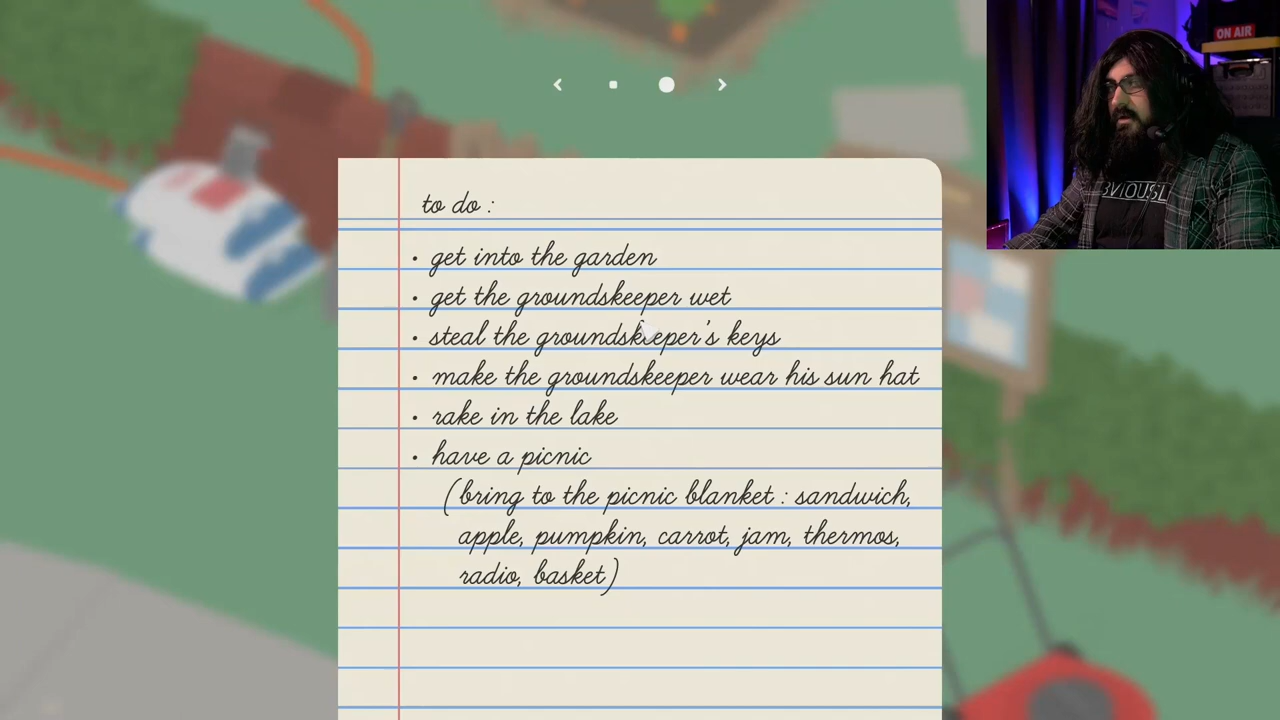 ON AIR
to do :
• get into the garden
• get the groundskeeper wet
• steal the groundskeeper's keys
• make the groundskeeper wear his sun hat
• rake in the lake
• have a picnic
(bring to the picnic blanket : sandwich,
apple, pumpkin, carrot, jam, thermos,
radio, basket)